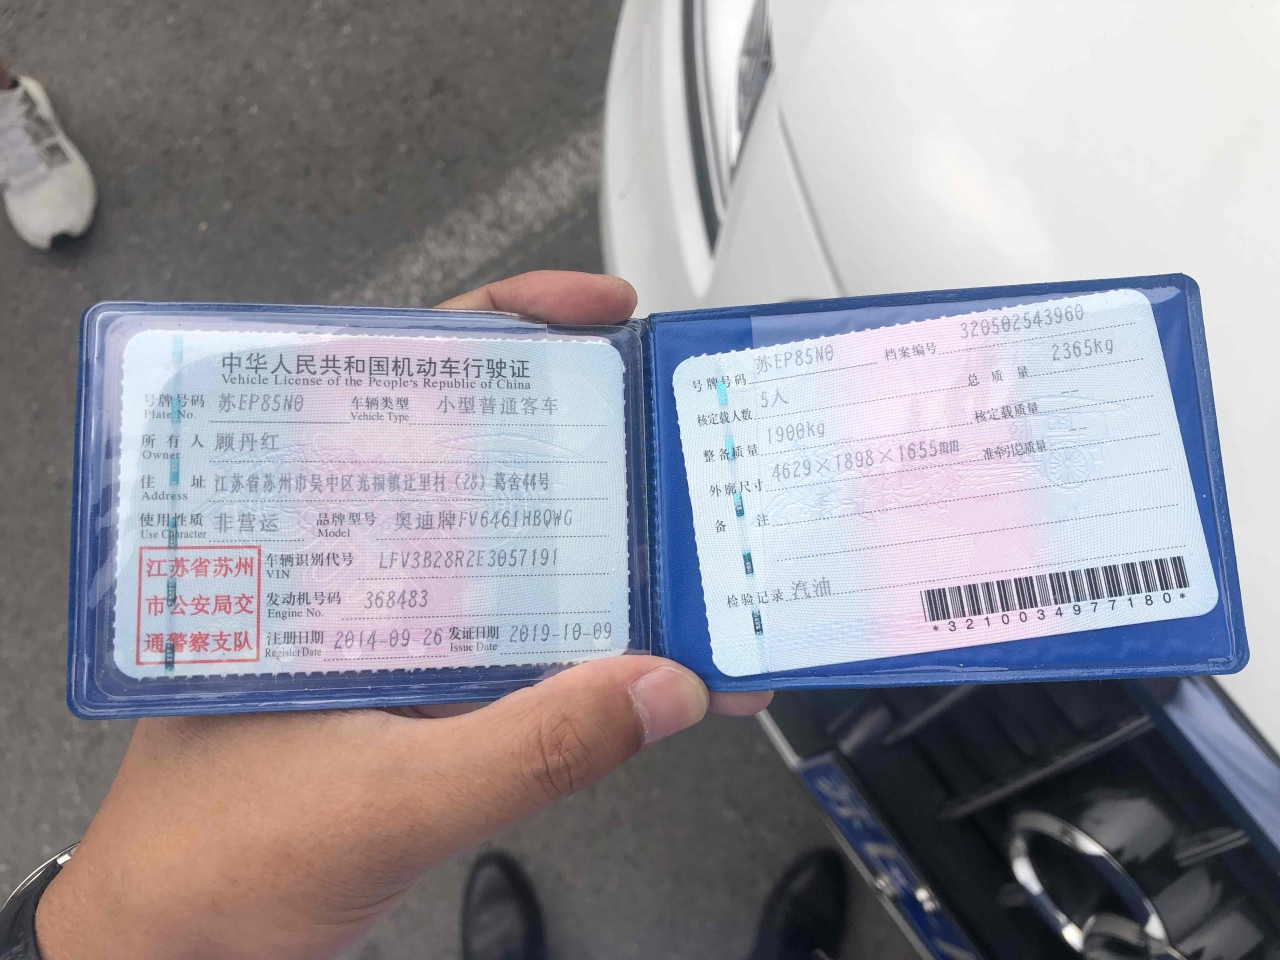 中华人民共和国机动车行驶证
Vehicle License of the People's Republic of China
号牌号码 苏EP85N0 车辆类型 小型普通客车
Plate No. Vehicle Type
所有人 顾丹红
Owner
住址 江苏省苏州市吴中区光福镇迂里村(28)葛舍44号
Address
使用性质 非营运 品牌型号 奥迪牌FV6461HBQWG
Use Character Model
江苏省苏州
市公安局交
通警察支队
车辆识别代号 LFV3B28R2E3057191
VIN
发动机号码 368483
Engine No.
注册日期 2014-09-26 发证日期 2019-10-09
Register Date Issue Date
号牌号码 苏EP85N0 档案编号 320502543960
核定载人数 5人 总质量 2365kg
整备质量 1900kg 核定载质量 --
外廓尺寸 4629×1898×1655mm 准牵引总质量 --
备注
检验记录 汽油
*3210034977180*